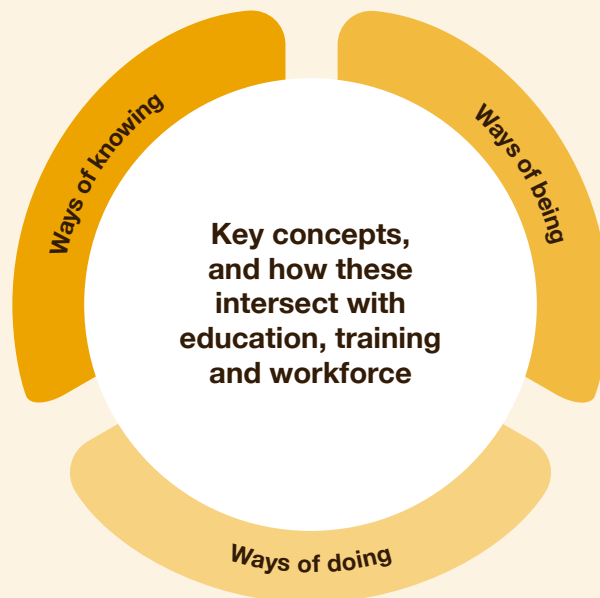 Ways of knowing
Ways of being
Key concepts,
and how these
intersect with
education, training
and workforce
Ways of doing